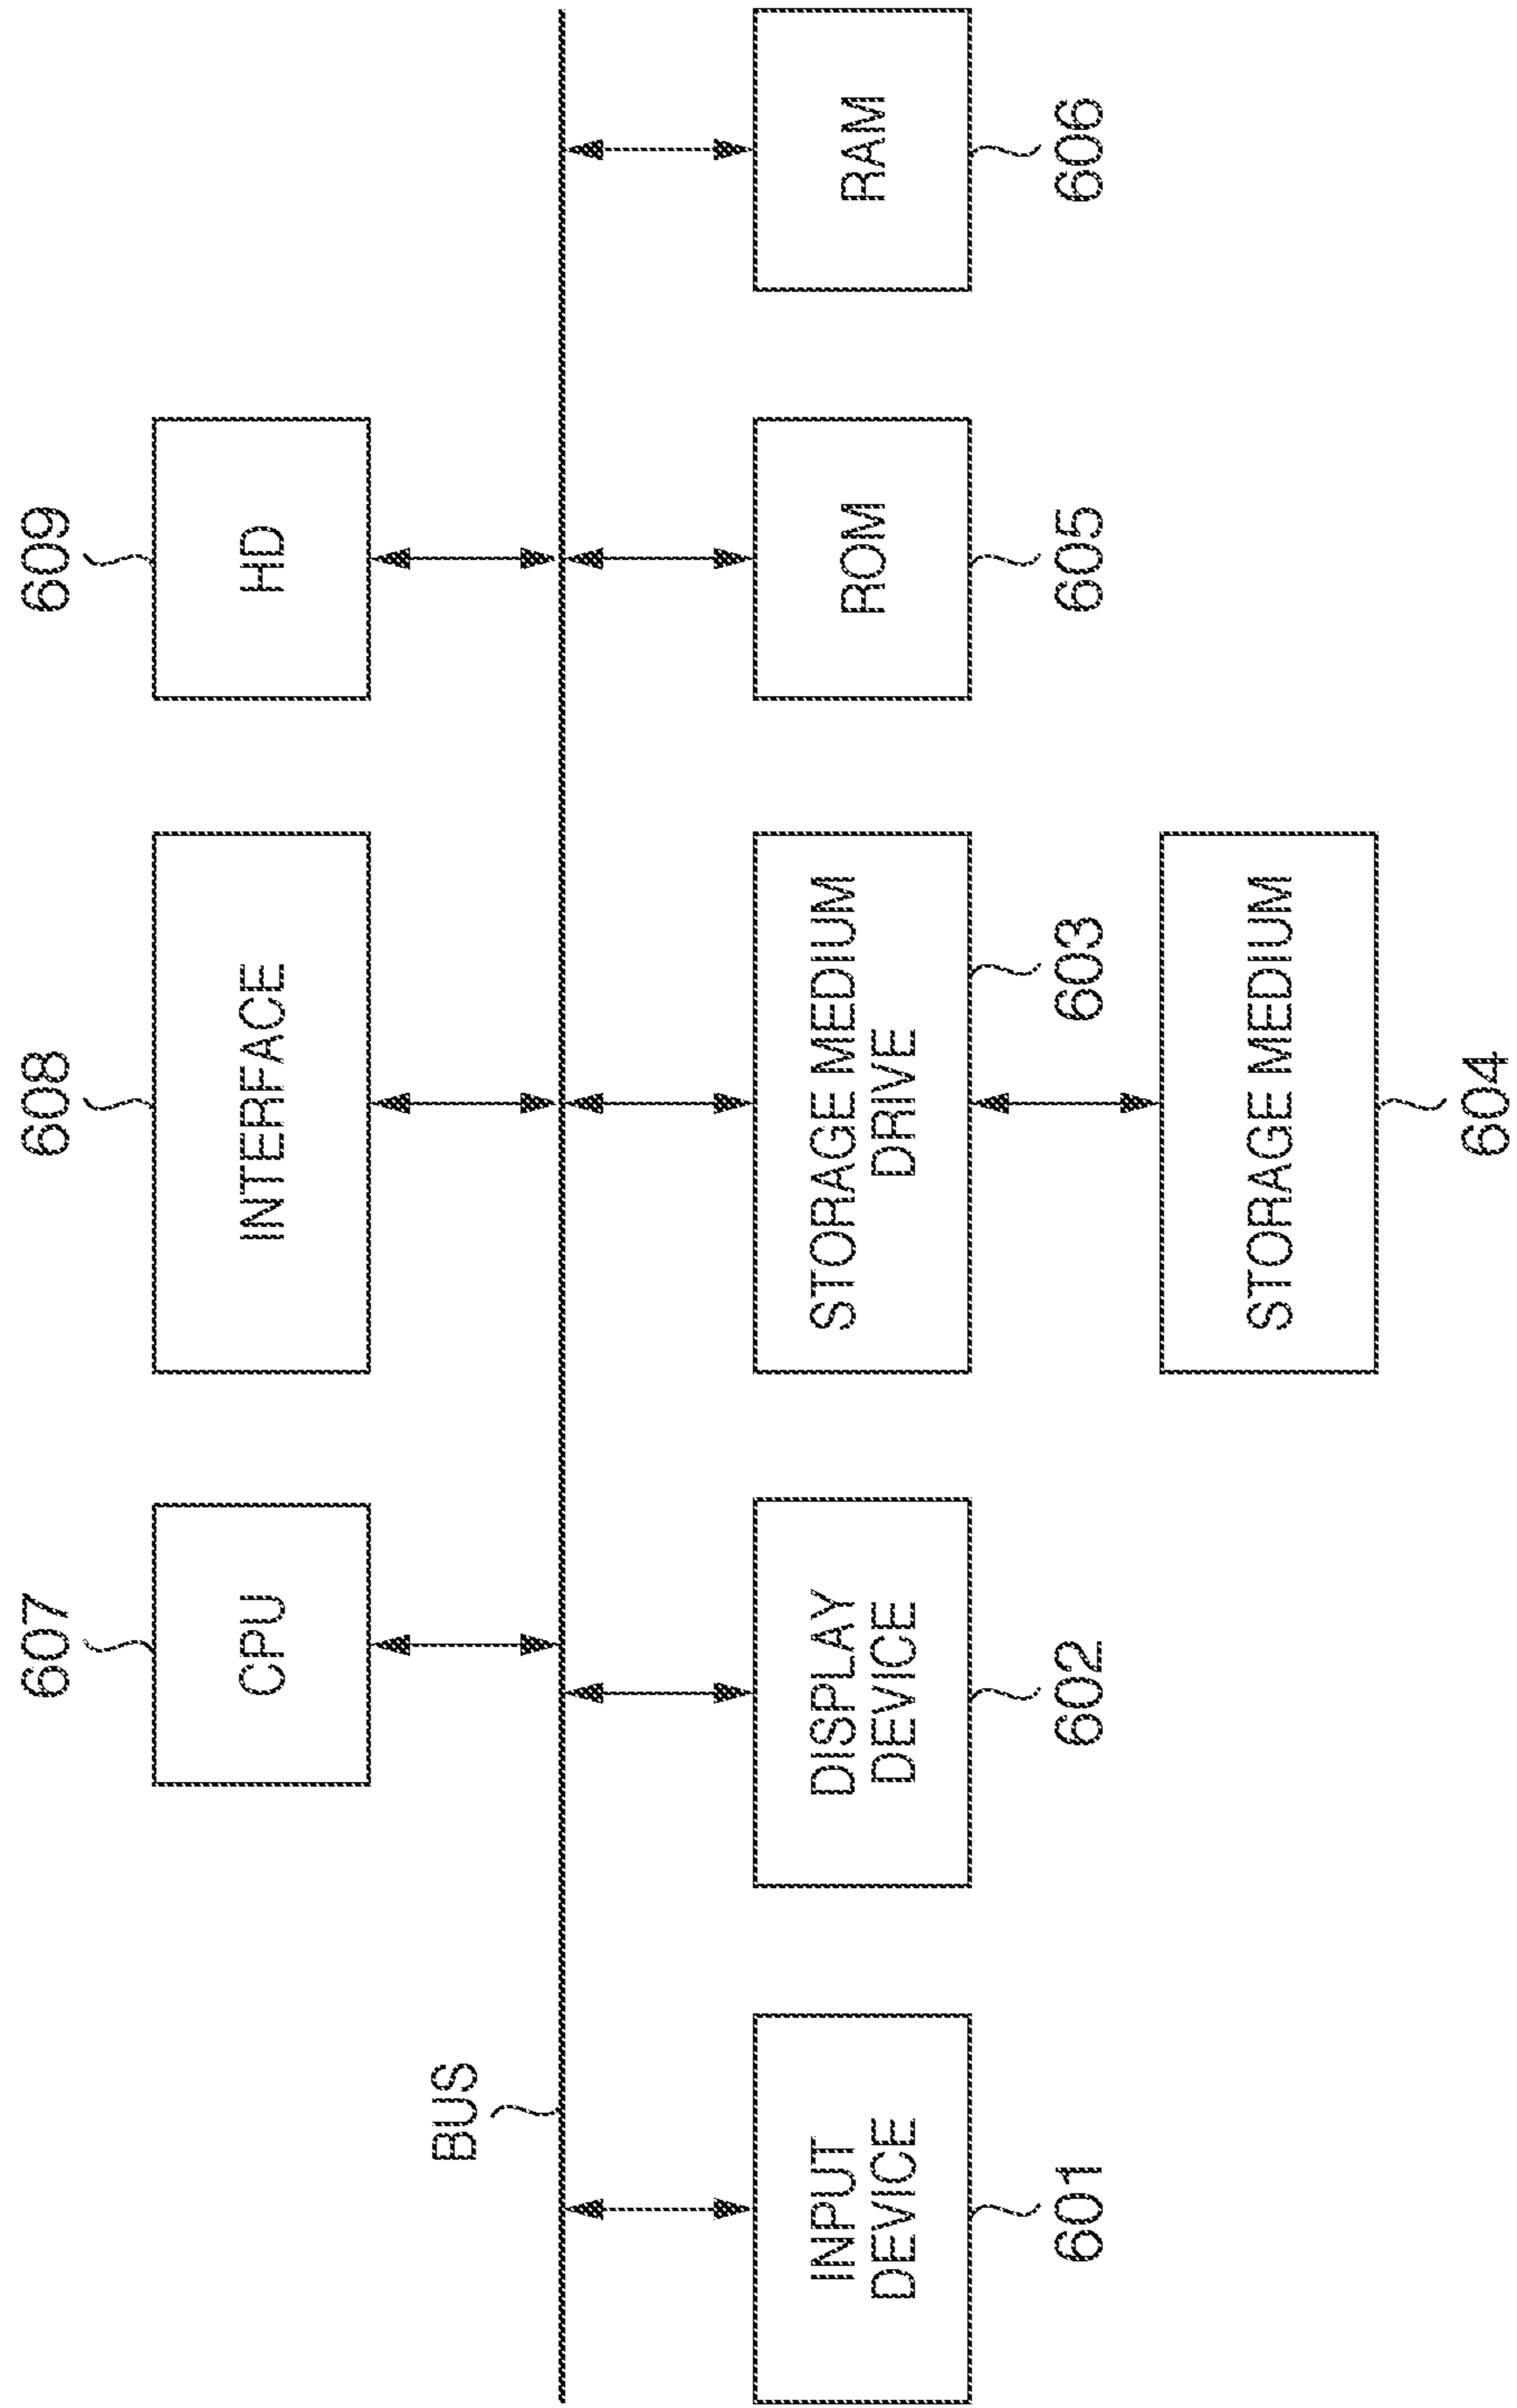 607
608
609
CPU
INTERFACE
HD
BUS
INPUT
DEVICE
DISPLAY
DEVICE
STORAGE MEDIUM
DRIVE
ROM
RAM
601
602
603
605
606
STORAGE MEDIUM
604